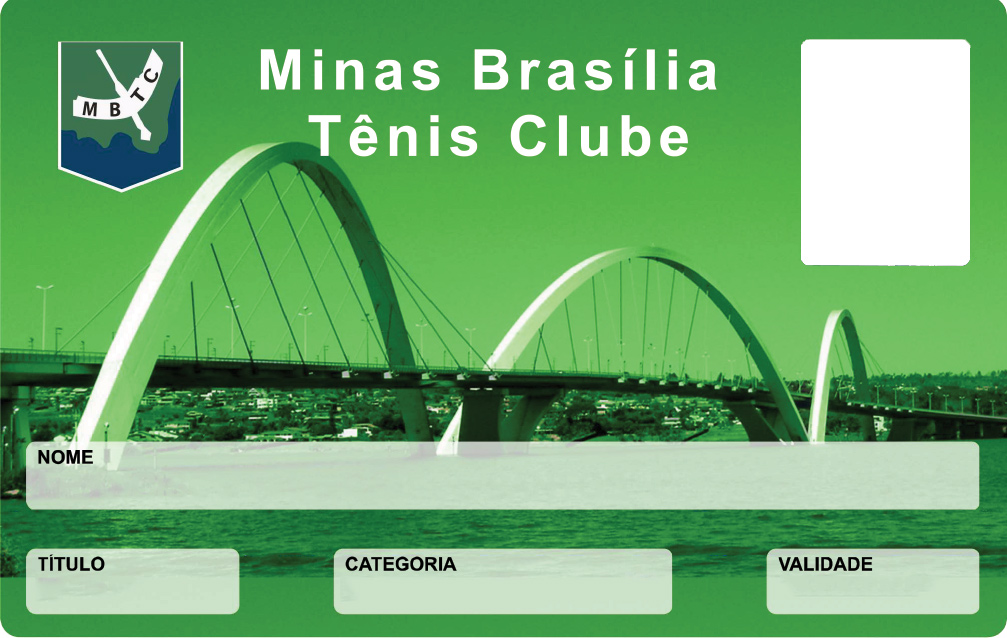 MBTC
Minas Brasília
Tênis Clube
NOME
TÍTULO
CATEGORIA
VALIDADE